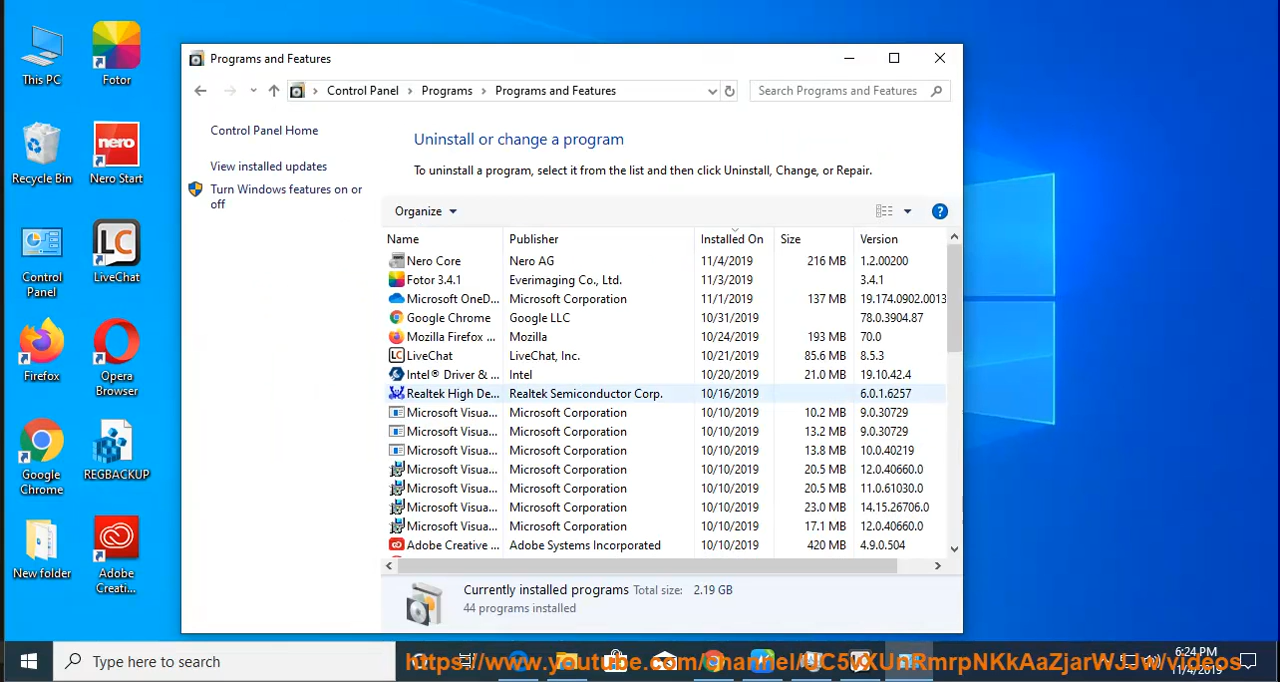 This PC
Fotor
Recycle Bin
nero
Nero Start
Control
Panel
LC
LiveChat
Firefox
Opera
Browser
Google
Chrome
REGBACKUP
New folder
Adobe
Creati...
Programs and Features
Control Panel > Programs > Programs and Features
Search Programs and Features
Control Panel Home
View installed updates
Turn Windows features on or
off
Uninstall or change a program
To uninstall a program, select it from the list and then click Uninstall, Change, or Repair.
Organize
Name Publisher Installed On Size Version
Nero Core Nero AG 11/4/2019 216 MB 1.2.00200
Fotor 3.4.1 Everimaging Co., Ltd. 11/3/2019 3.4.1
Microsoft OneD... Microsoft Corporation 11/1/2019 137 MB 19.174.0902.0013
Google Chrome Google LLC 10/31/2019 78.0.3904.87
Mozilla Firefox ... Mozilla 10/24/2019 193 MB 70.0
LC LiveChat LiveChat, Inc. 10/21/2019 85.6 MB 8.5.3
Intel® Driver & ... Intel 10/20/2019 21.0 MB 19.10.42.4
Realtek High De... Realtek Semiconductor Corp. 10/16/2019 6.0.1.6257
Microsoft Visua... Microsoft Corporation 10/10/2019 10.2 MB 9.0.30729
Microsoft Visua... Microsoft Corporation 10/10/2019 13.2 MB 9.0.30729
Microsoft Visua... Microsoft Corporation 10/10/2019 13.8 MB 10.0.40219
Microsoft Visua... Microsoft Corporation 10/10/2019 20.5 MB 12.0.40660.0
Microsoft Visua... Microsoft Corporation 10/10/2019 20.5 MB 11.0.61030.0
Microsoft Visua... Microsoft Corporation 10/10/2019 23.0 MB 14.15.26706.0
Microsoft Visua... Microsoft Corporation 10/10/2019 17.1 MB 12.0.40660.0
Adobe Creative ... Adobe Systems Incorporated 10/10/2019 420 MB 4.9.0.504
Currently installed programs Total size: 2.19 GB
44 programs installed
Type here to search
6:24 PM
11/4/2019